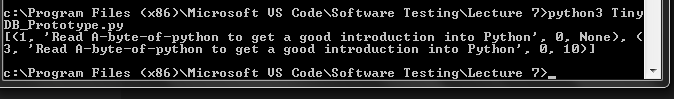 c:\Program Files (x86)\Microsoft VS Code\Software Testing\Lecture 7>python3 Tiny
DB_Prototype.py
[(1, 'Read A-byte-of-python to get a good introduction into Python', 0, None), (
3, 'Read A-byte-of-python to get a good introduction into Python', 0, 10)]
c:\Program Files (x86)\Microsoft VS Code\Software Testing\Lecture 7>_